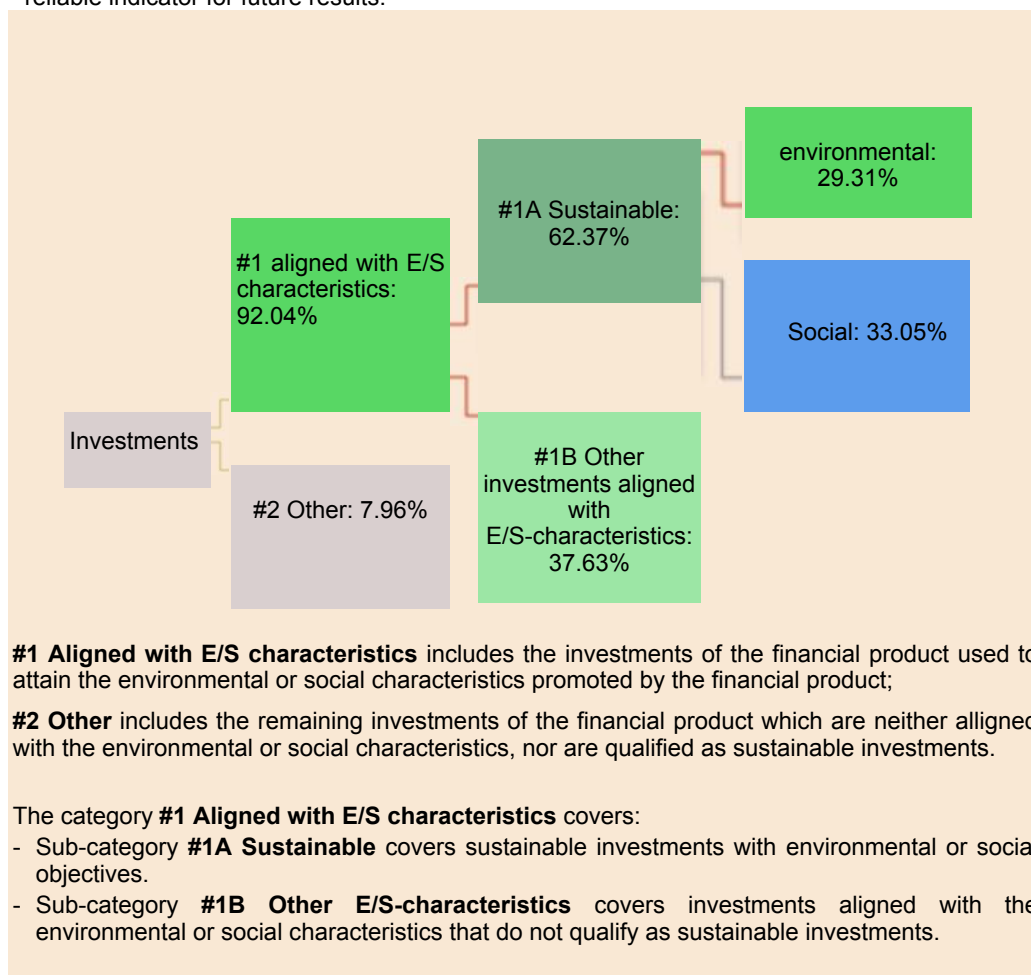 reliable indicator for future results.
environmental:
29.31%
#1A Sustainable:
62.37%
#1 aligned with E/S
characteristics:
92.04%
Social: 33.05%
Investments
#1B Other
investments aligned
with
E/S-characteristics:
37.63%
#2 Other: 7.96%
#1 Aligned with E/S characteristics includes the investments of the financial product used to
attain the environmental or social characteristics promoted by the financial product;
#2 Other includes the remaining investments of the financial product which are neither alligned
with the environmental or social characteristics, nor are qualified as sustainable investments.
The category #1 Aligned with E/S characteristics covers:
- Sub-category #1A Sustainable covers sustainable investments with environmental or social
objectives.
- Sub-category #1B Other E/S-characteristics covers investments aligned with the
environmental or social characteristics that do not qualify as sustainable investments.